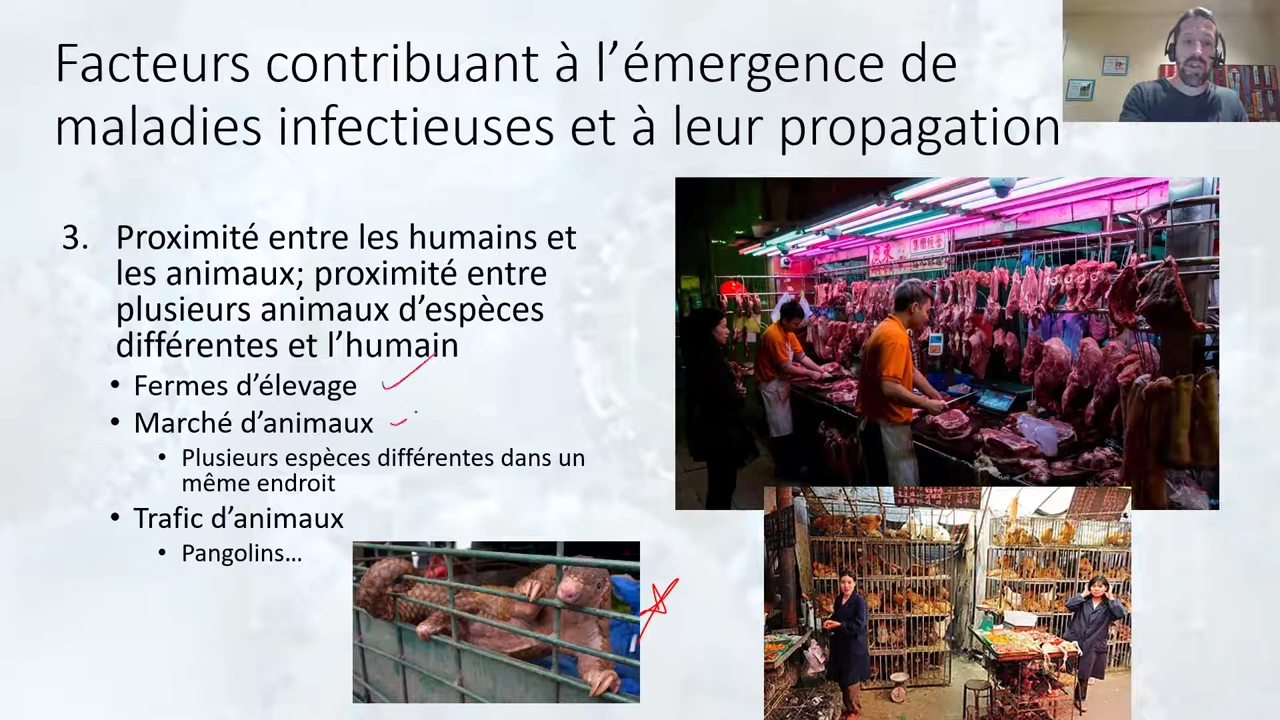 Facteurs contribuant à l’émergence de
maladies infectieuses et à leur propagation
3. Proximité entre les humains et
les animaux; proximité entre
plusieurs animaux d’espèces
différentes et l’humain
• Fermes d’élevage
• Marché d’animaux
• Plusieurs espèces différentes dans un
même endroit
• Trafic d’animaux
• Pangolins…